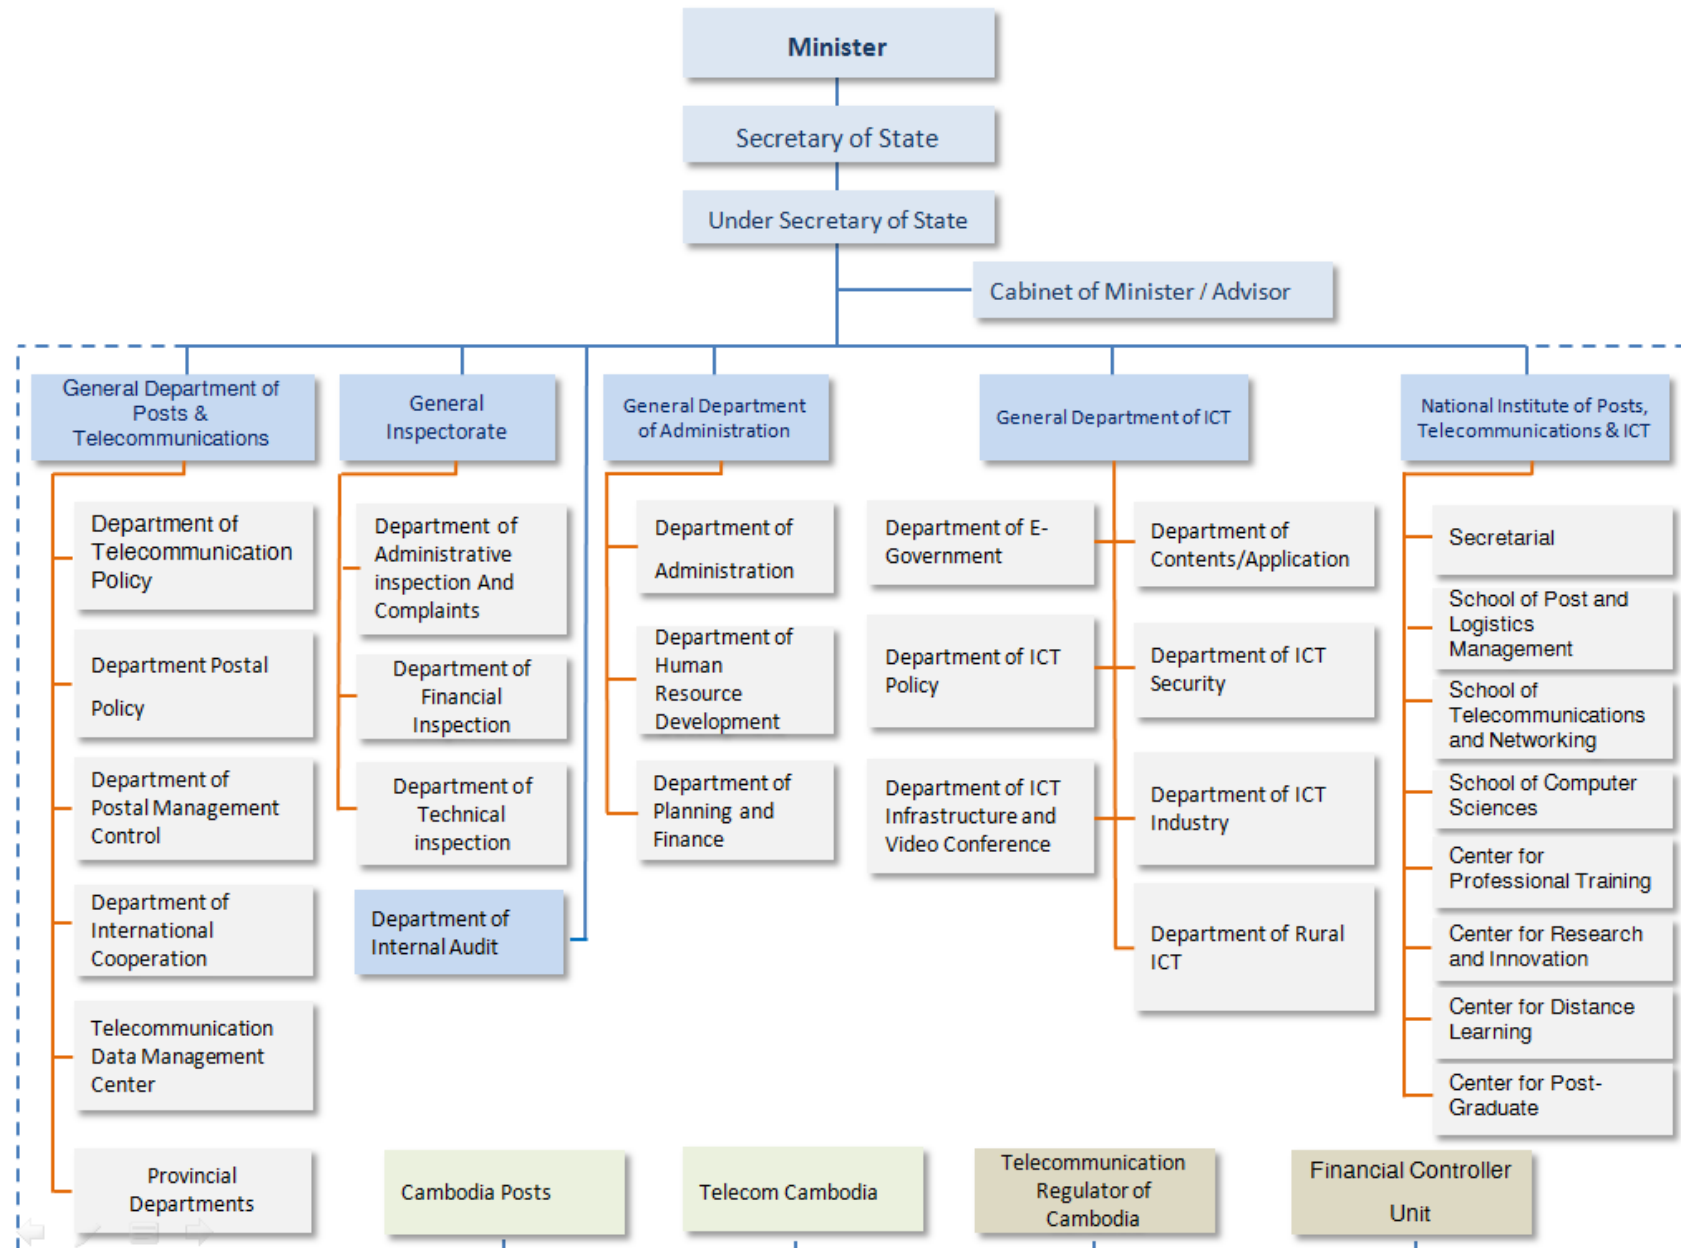 Minister
Secretary of State
Under Secretary of State
Cabinet of Minister / Advisor
General Department of
Posts &
Telecommunications
General
Inspectorate
General Department
of Administration
General Department of ICT
National Institute of Posts,
Telecommunications & ICT
Department of
Telecommunication
Policy
Department Postal
Policy
Department of
Postal Management
Control
Department of
International
Cooperation
Telecommunication
Data Management
Center
Provincial
Departments
Department of
Administrative
inspection And
Complaints
Department of
Financial
Inspection
Department of
Technical
inspection
Department of
Internal Audit
Department of
Administration
Department of
Human
Resource
Development
Department of
Planning and
Finance
Department of E-
Government
Department of ICT
Policy
Department of ICT
Infrastructure and
Video Conference
Department of
Contents/Application
Department of ICT
Security
Department of ICT
Industry
Department of Rural
ICT
Secretarial
School of Post and
Logistics
Management
School of
Telecommunications
and Networking
School of Computer
Sciences
Center for
Professional Training
Center for Research
and Innovation
Center for Distance
Learning
Center for Post-
Graduate
Cambodia Posts
Telecom Cambodia
Telecommunication
Regulator of
Cambodia
Financial Controller
Unit